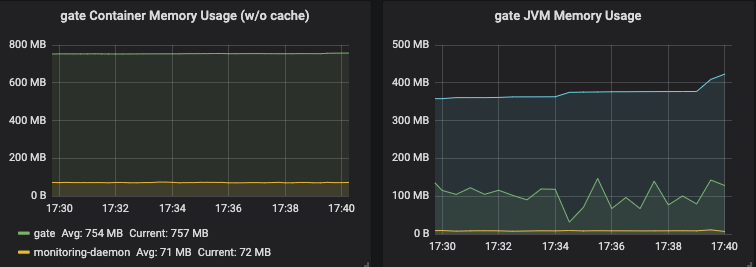 gate Container Memory Usage (w/o cache)
800 MB
600 MB
400 MB
200 MB
0 B
17:30 17:32 17:34 17:36 17:38 17:40
gate Avg: 754 MB Current: 757 MB
monitoring-daemon Avg: 71 MB Current: 72 MB
gate JVM Memory Usage
500 MB
400 MB
300 MB
200 MB
100 MB
0 B
17:30 17:32 17:34 17:36 17:38 17:40